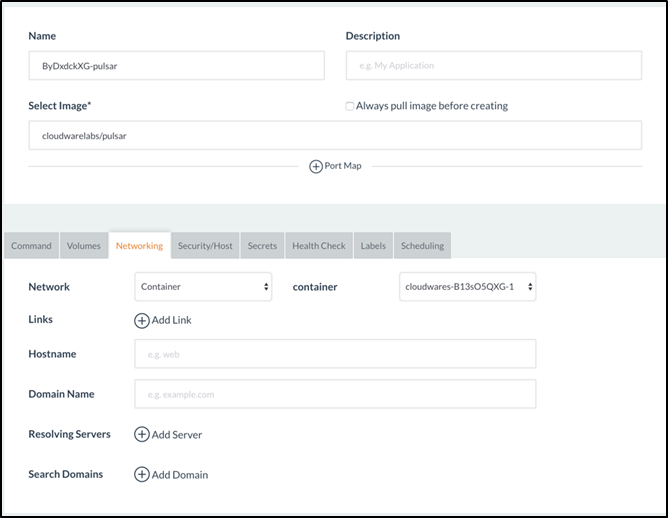 Name Description
ByDxdckXG-pulsar e.g. My Application
Select Image* Always pull image before creating
cloudwarelabs/pulsar
Port Map
Command Volumes Networking Security/Host Secrets Health Check Labels Scheduling
Network Container container cloudwares-B13sO5QXG-1
Links Add Link
Hostname e.g. web
Domain Name e.g. example.com
Resolving Servers Add Server
Search Domains Add Domain